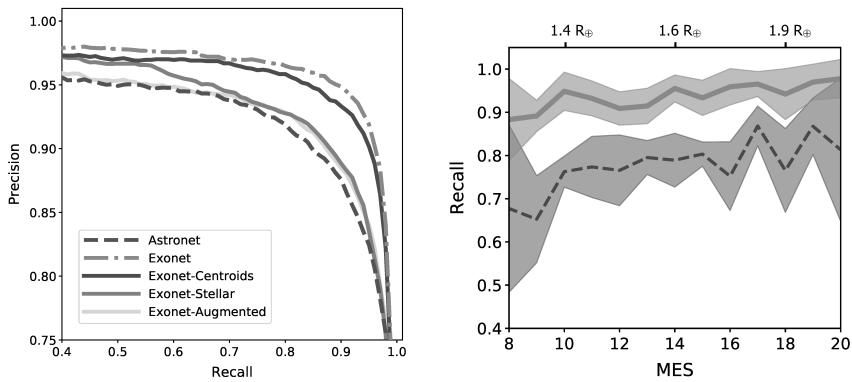 1.00
0.95
0.90
0.85
0.80
0.75
Precision
0.4 0.5 0.6 0.7 0.8 0.9 1.0
Recall
Astronet
Exonet
Exonet-Centroids
Exonet-Stellar
Exonet-Augmented
1.4 R⊕ 1.6 R⊕ 1.9 R⊕
1.0
0.9
0.8
0.7
0.6
0.5
0.4
Recall
8 10 12 14 16 18 20
MES